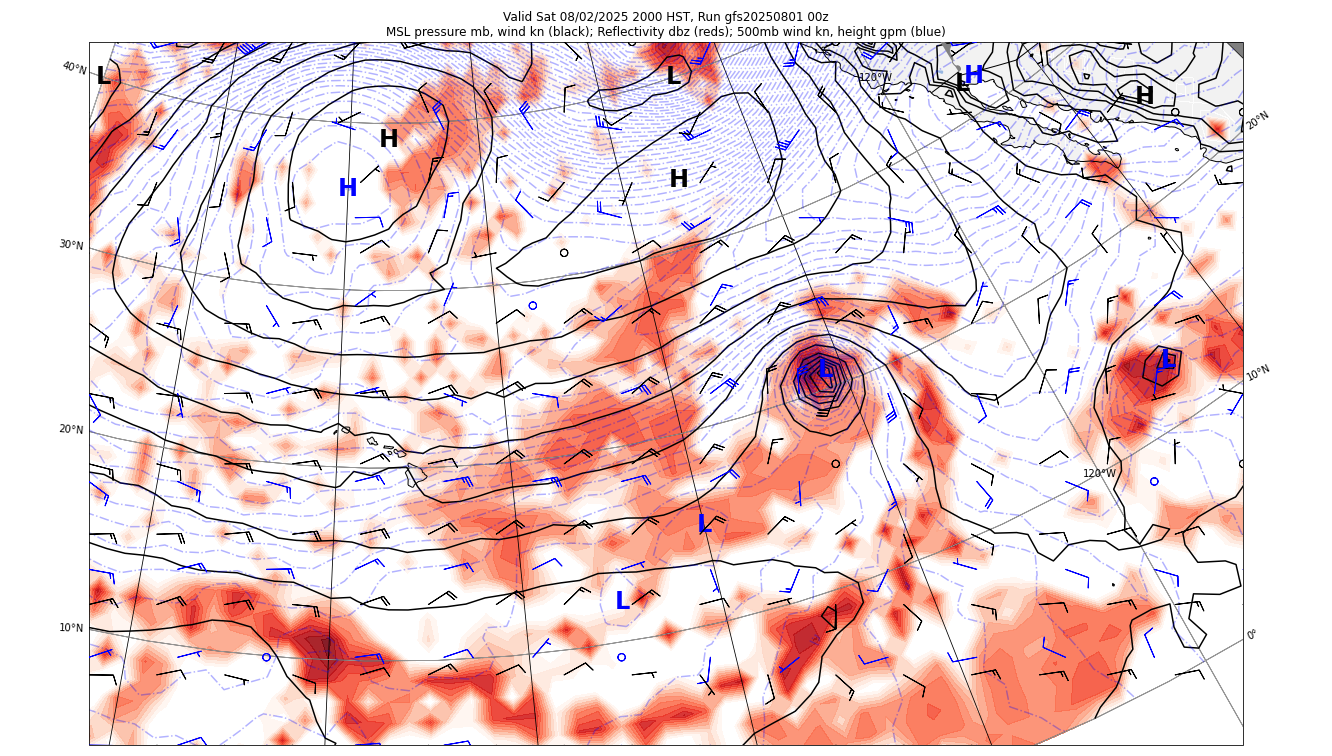 Valid Sat 08/02/2025 2000 HST, Run gfs20250801 00z
MSL pressure mb, wind kn (black); Reflectivity dbz (reds); 500mb wind kn, height gpm (blue)
40°N
L
L
120°W
L
H
H
20°N
H
H
H
30°N
L
L
10°N
20°N
120°W
L
L
10°N
0°